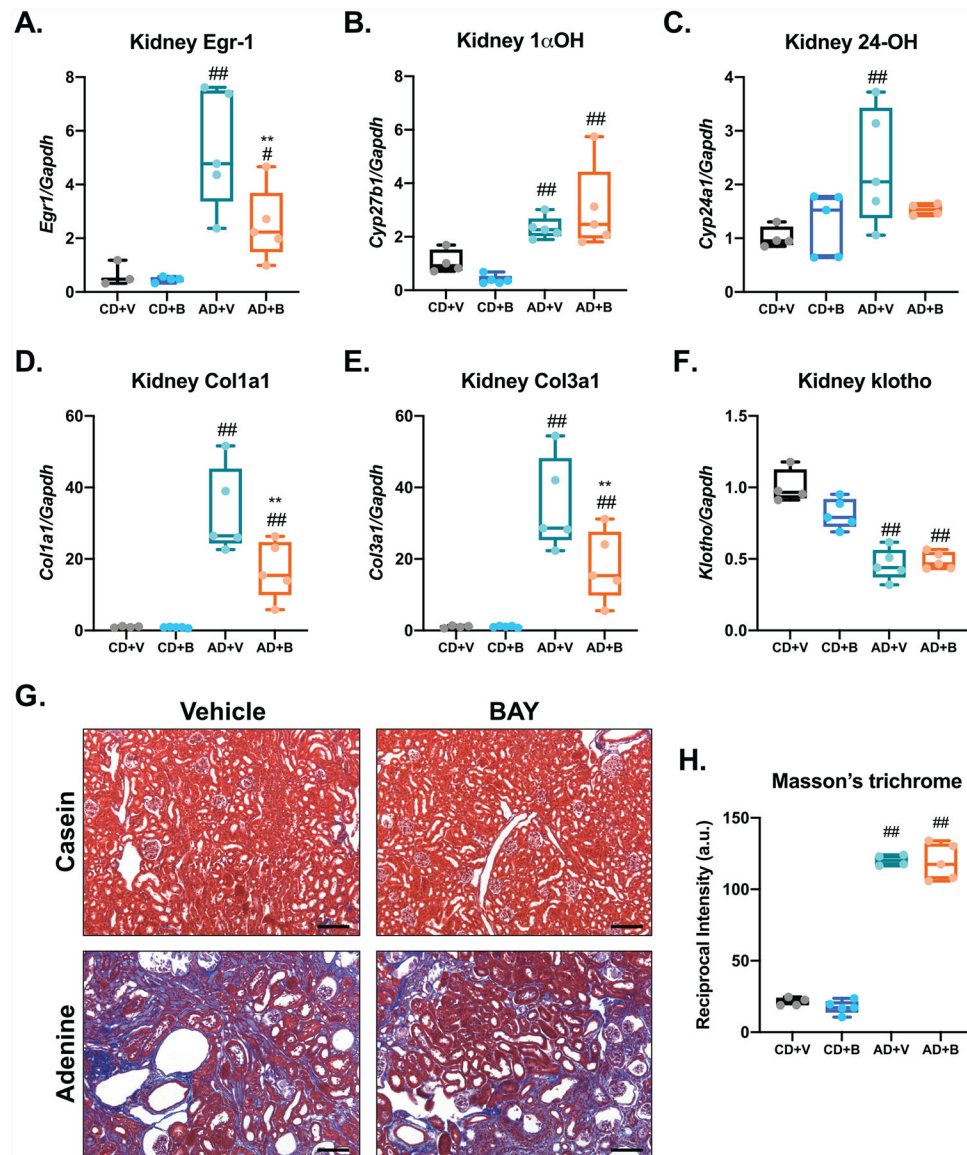 A.
Kidney Egr-1
Egr1/Gapdh
8
6
4
2
0
##
**
#
CD+V CD+B AD+V AD+B
B.
Kidney 1αOH
Cyp27b1/Gapdh
8
6
4
2
0
##
##
CD+V CD+B AD+V AD+B
C.
Kidney 24-OH
Cyp24a1/Gapdh
4
3
2
1
0
##
CD+V CD+B AD+V AD+B
D.
Kidney Col1a1
Col1a1/Gapdh
60
40
20
0
##
**
##
CD+V CD+B AD+V AD+B
E.
Kidney Col3a1
Col3a1/Gapdh
60
40
20
0
##
**
##
CD+V CD+B AD+V AD+B
F.
Kidney klotho
Klotho/Gapdh
1.5
1.0
0.5
0.0
##
##
CD+V CD+B AD+V AD+B
G.
Vehicle
BAY
Casein
Adenine
H.
Masson's trichrome
Reciprocal Intensity (a.u.)
150
100
50
0
##
##
CD+V CD+B AD+V AD+B